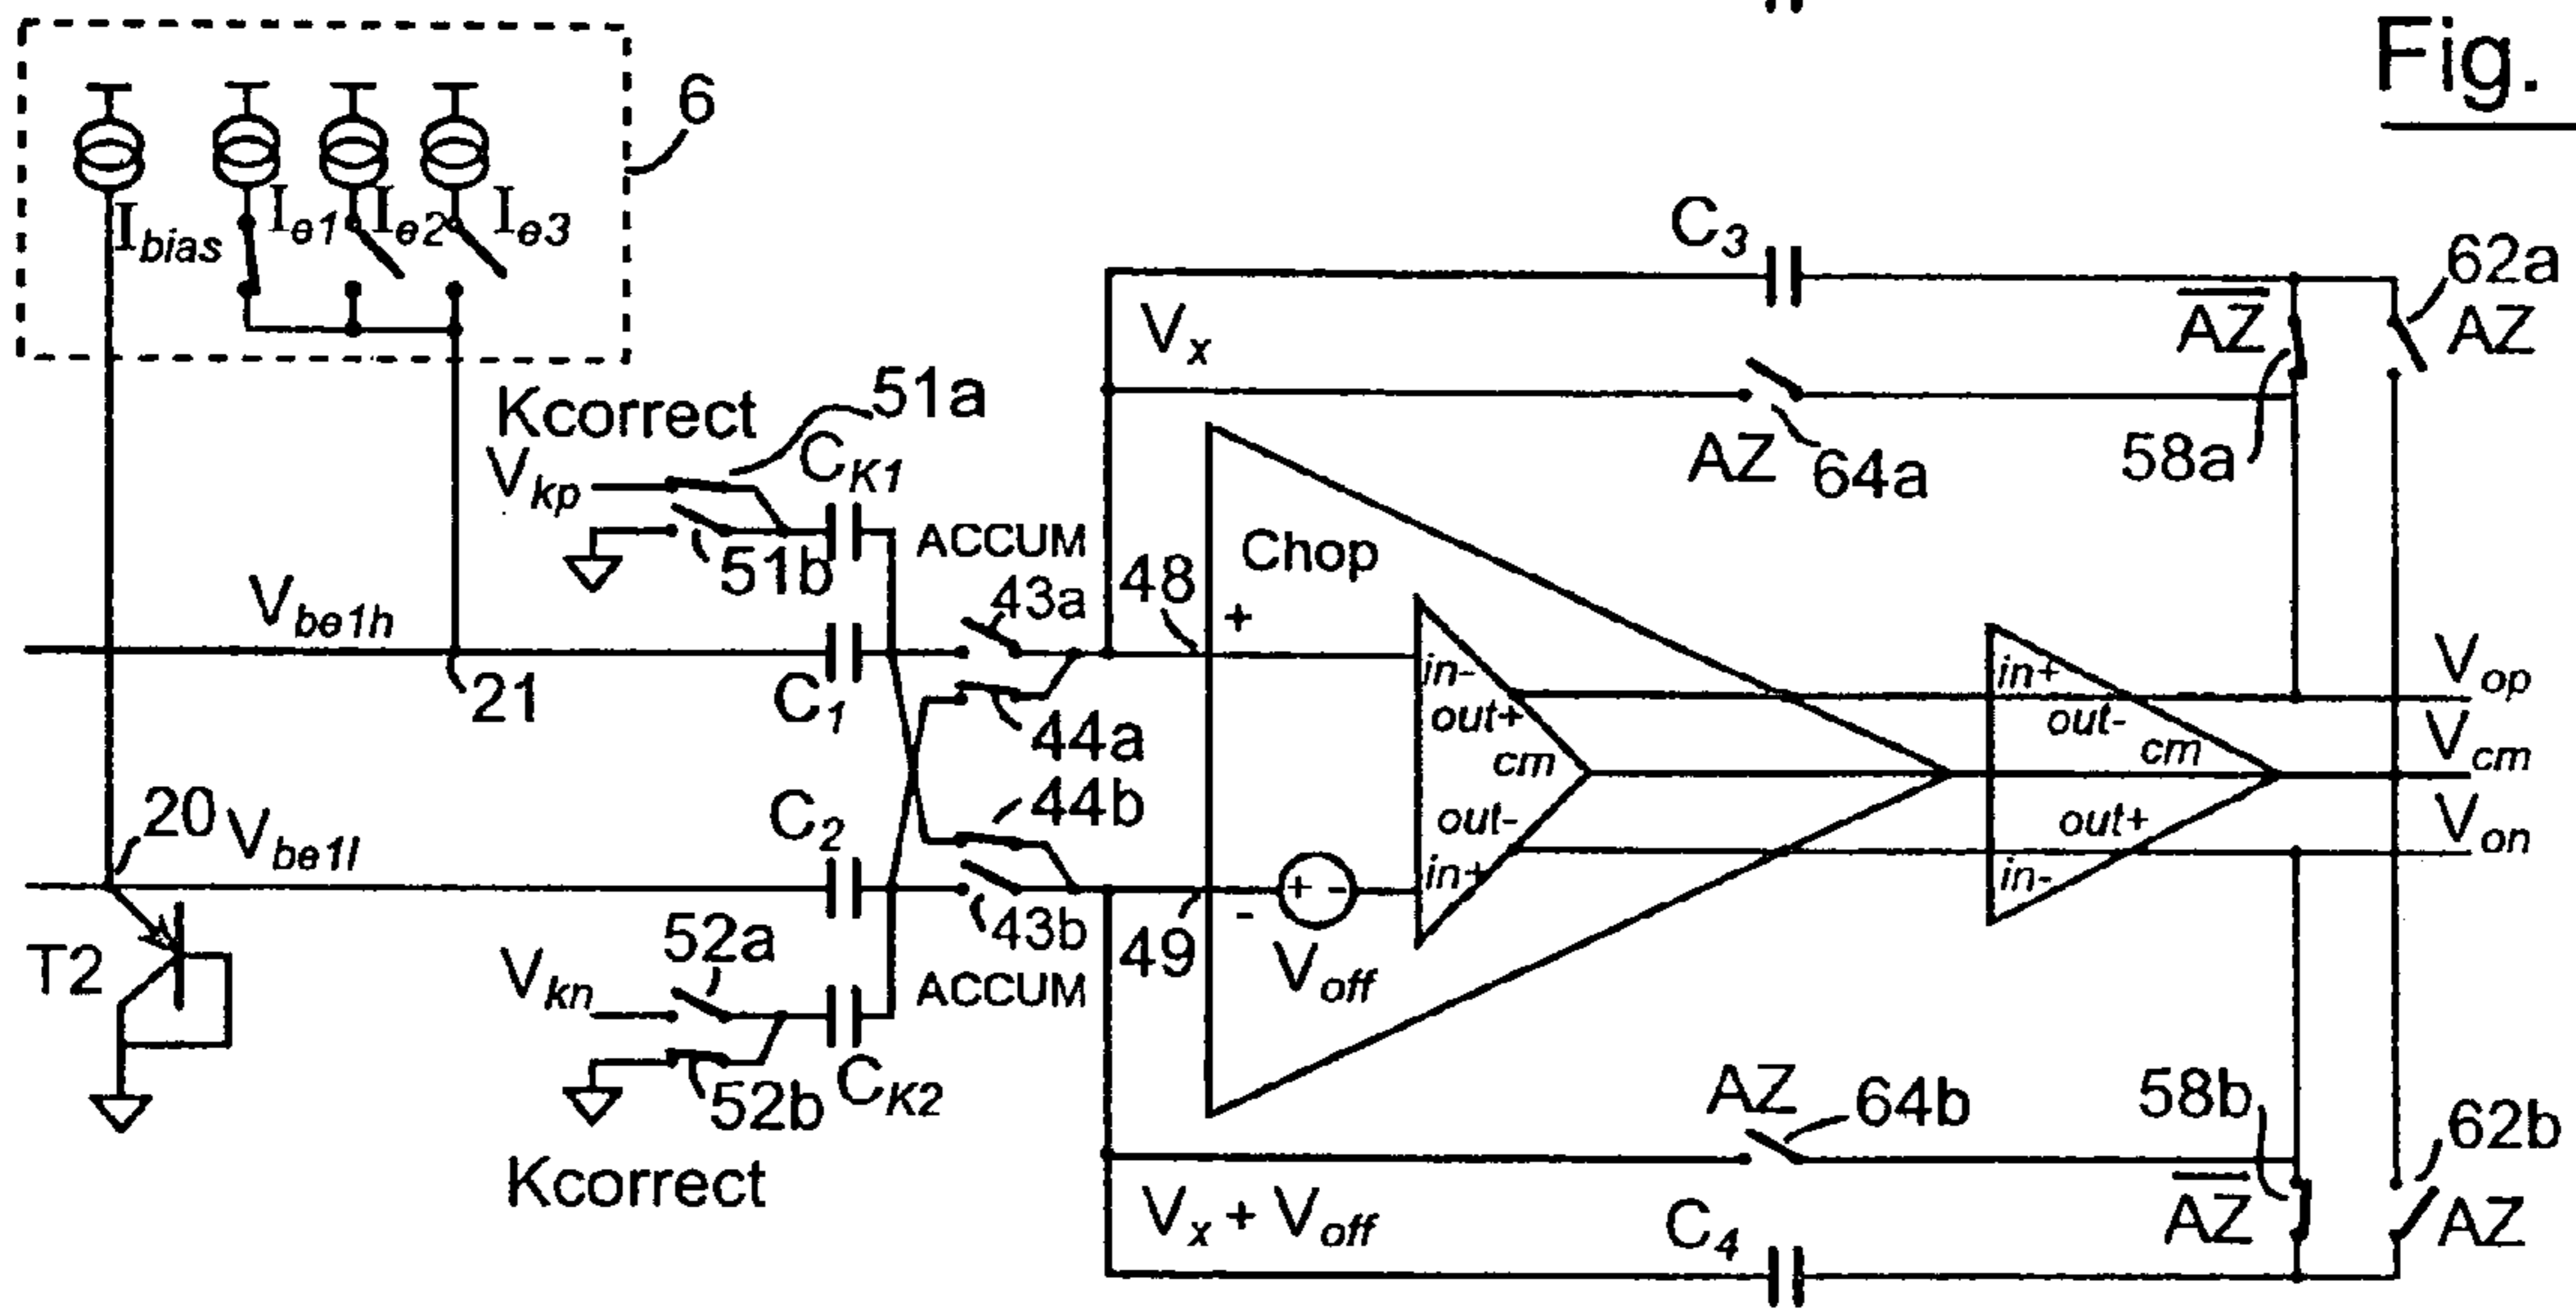 Fig.
6
I_bias
I_e1
I_e2
I_e3
C_3
62a
AZ
V_x
AZ
58a
AZ
64a
Kcorrect
51a
V_kp
C_K1
51b
ACCUM
43a
48
Chop
+
V_be1h
21
C_1
44a
in-
out+
cm
out-
in+
in+
out-
cm
out+
in-
V_op
V_cm
V_on
20
V_be1l
C_2
44b
T2
V_kn
52a
43b
ACCUM
49
-
+ -
V_off
52b
C_K2
Kcorrect
AZ
64b
58b
62b
AZ
AZ
V_x + V_off
C_4